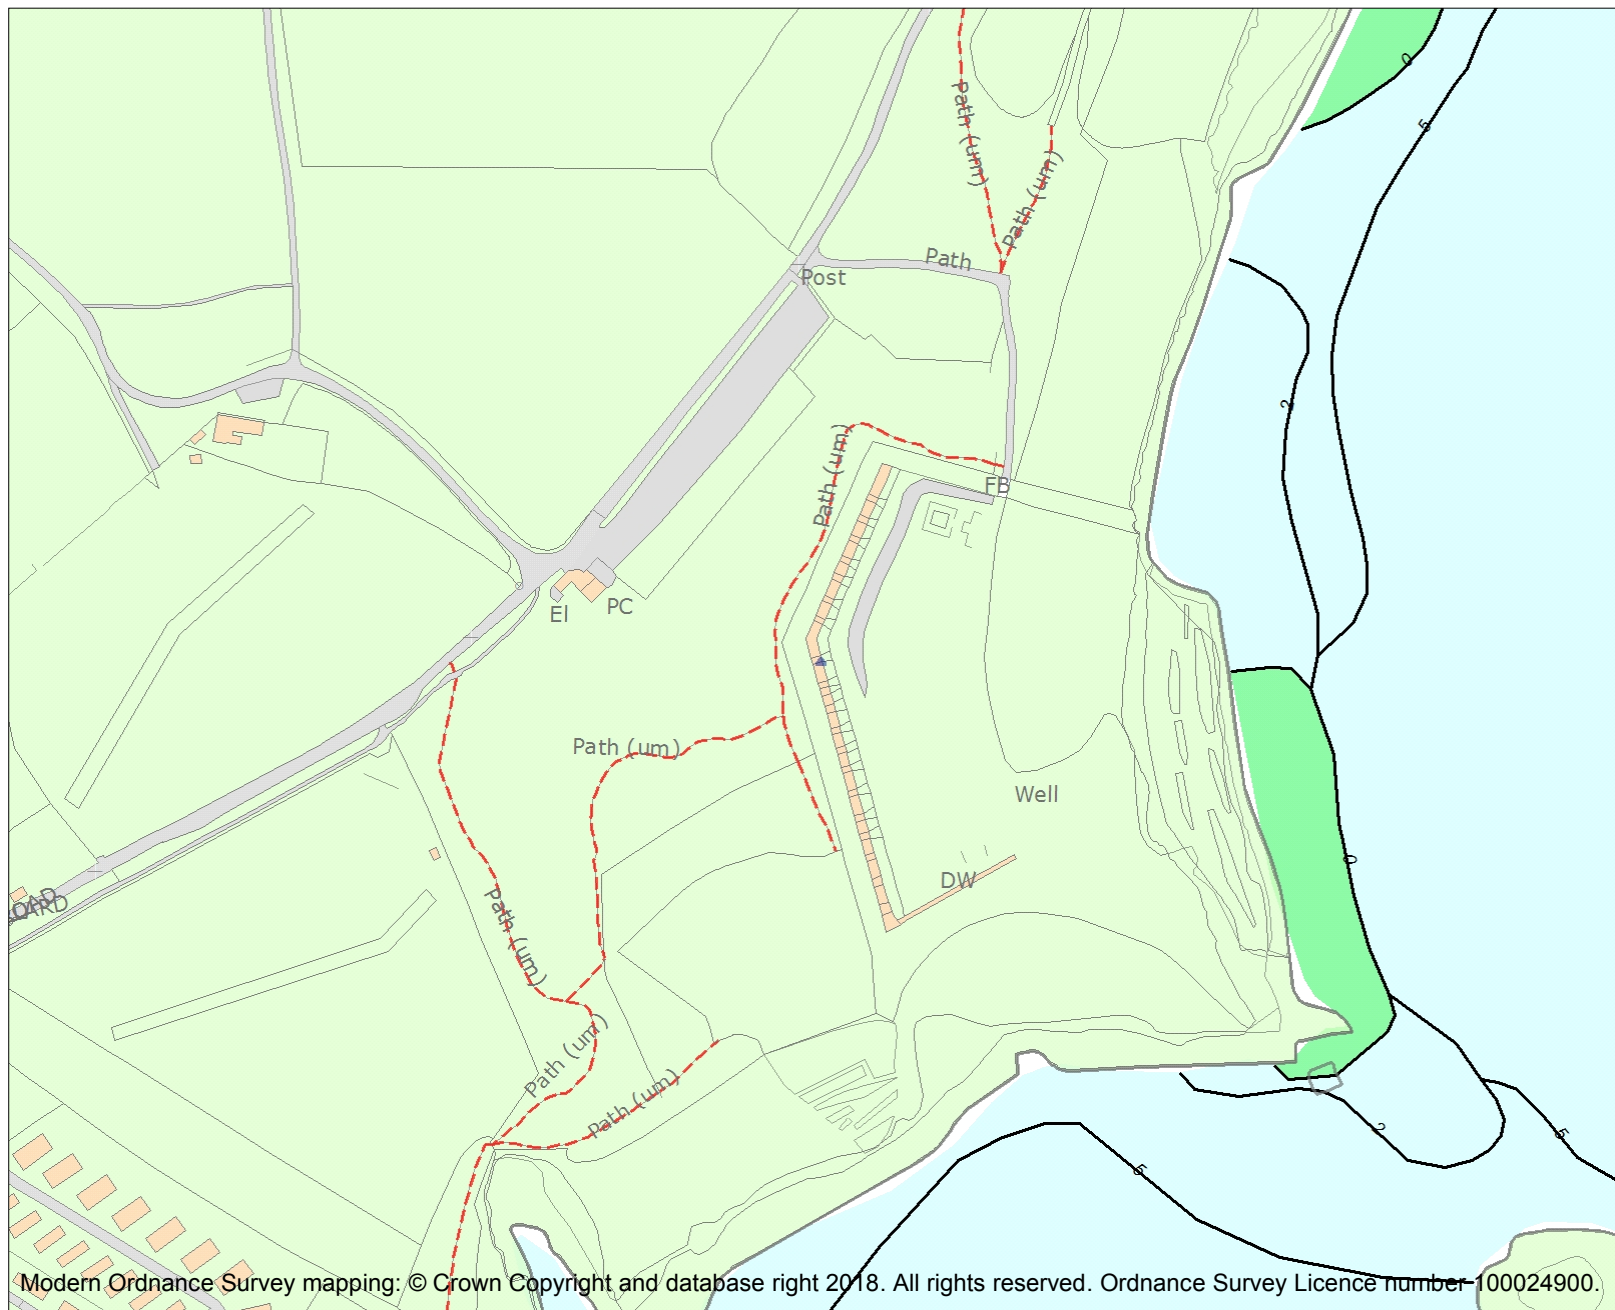 0
Path (um)
5
Path (um)
Path
Post
2
Path (um)
FB
El
PC
Path (um)
Well
0
DW
OAD
ARD
Path (um)
Path (um)
Path (um)
2
5
5
Modern Ordnance Survey mapping: © Crown Copyright and database right 2018. All rights reserved. Ordnance Survey Licence number 100024900.